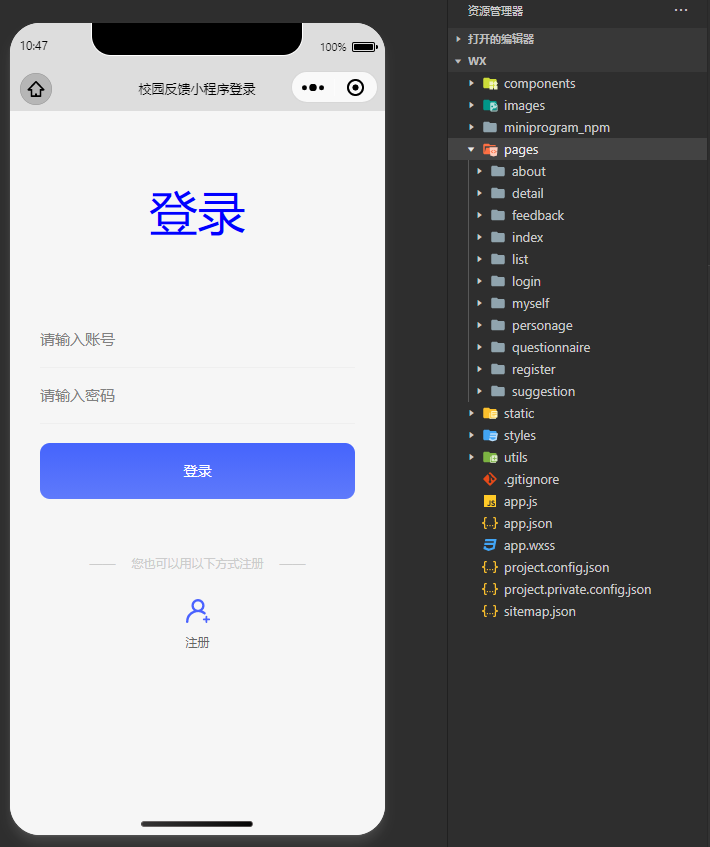 10:47
100%
校园反馈小程序登录
登录
请输入账号
请输入密码
登录
您也可以用以下方式注册
注册
资源管理器
打开的编辑器
WX
components
images
miniprogram_npm
pages
about
detail
feedback
index
list
login
myself
personage
questionnaire
register
suggestion
static
styles
utils
.gitignore
app.js
app.json
app.wxss
project.config.json
project.private.config.json
sitemap.json